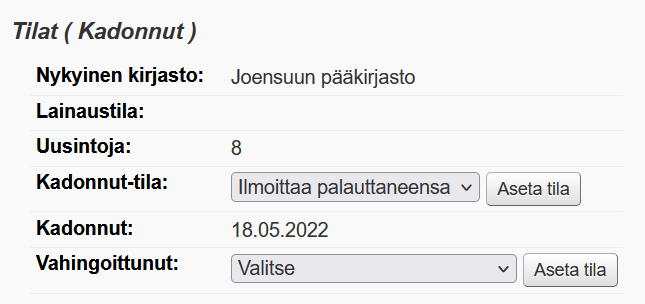 Tilat ( Kadonnut )
Nykyinen kirjasto: Joensuun pääkirjasto
Lainaustila:
Uusintoja: 8
Kadonnut-tila: Ilmoittaa palauttaneensa Aseta tila
Kadonnut: 18.05.2022
Vahingoittunut: Valitse Aseta tila